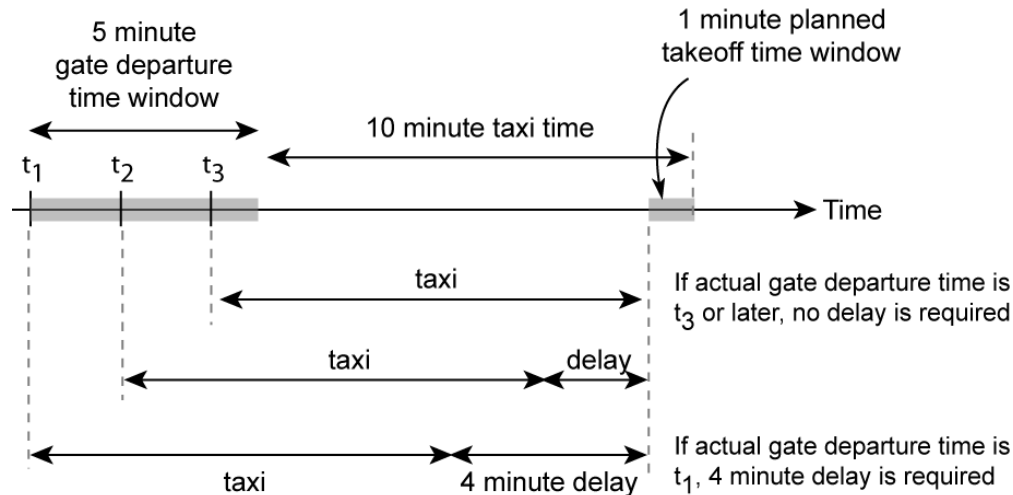 5 minute
gate departure
time window
1 minute planned
takeoff time window
10 minute taxi time
t₁
t₂
t₃
Time
taxi
If actual gate departure time is
t₃ or later, no delay is required
taxi
delay
taxi
4 minute delay
If actual gate departure time is
t₁, 4 minute delay is required